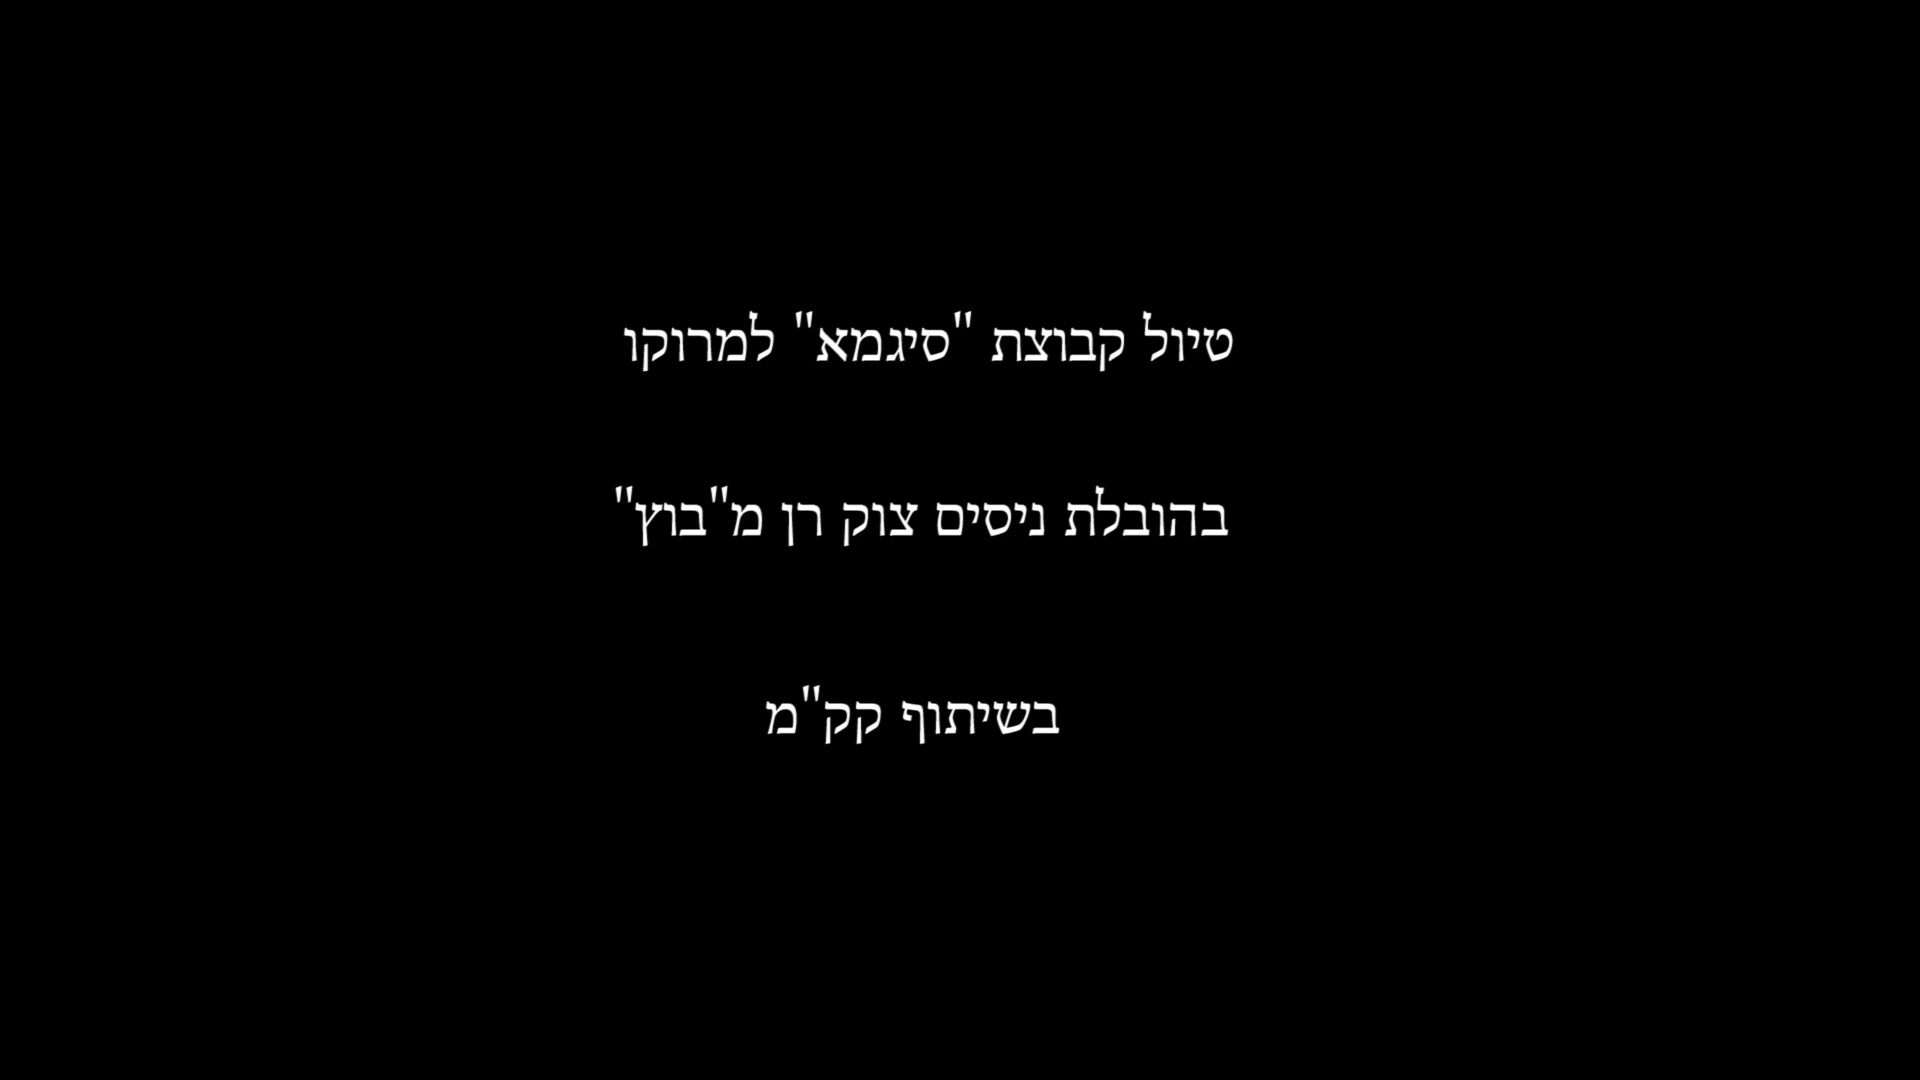 טיול קבוצת "סיגמא" למרוקו
בהובלת ניסים צוק רן מ"בוץ"
בשיתוף קק"מ